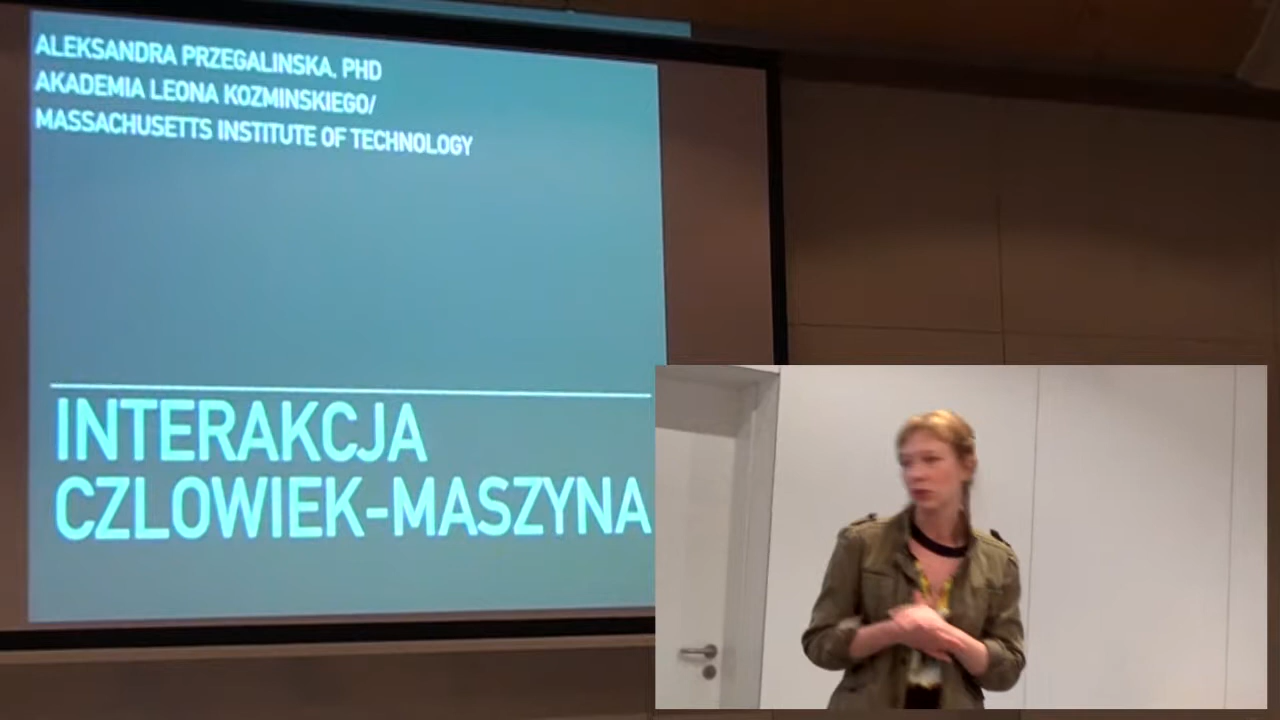 ALEKSANDRA PRZEGALINSKA, PHD
AKADEMIA LEONA KOZMINSKIEGO/
MASSACHUSETTS INSTITUTE OF TECHNOLOGY
INTERAKCJA
CZLOWIEK-MASZYNA